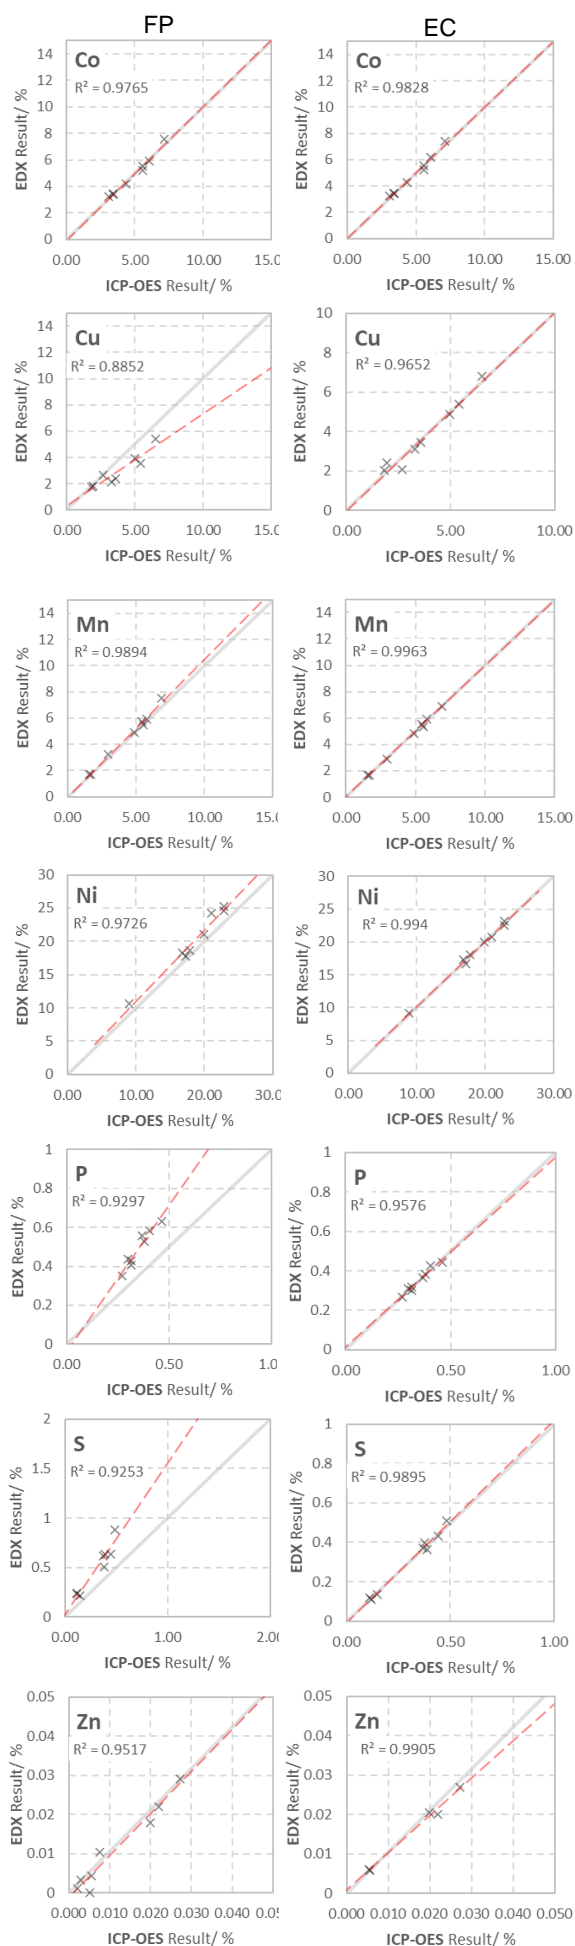 FP
EC
Co
R² = 0.9765
EDX Result/ %
14
12
10
8
6
4
2
0
0.00 5.00 10.00 15.0
ICP-OES Result/ %
Co
R² = 0.9828
EDX Result/ %
14
12
10
8
6
4
2
0
0.00 5.00 10.00 15.00
ICP-OES Result/ %
Cu
R² = 0.8852
EDX Result/ %
14
12
10
8
6
4
2
0
0.00 5.00 10.00 15.0
ICP-OES Result/ %
Cu
R² = 0.9652
EDX Result/ %
10
8
6
4
2
0
0.00 5.00 10.00
ICP-OES Result/ %
Mn
R² = 0.9894
EDX Result/ %
14
12
10
8
6
4
2
0
0.00 5.00 10.00 15.0
ICP-OES Result/ %
Mn
R² = 0.9963
EDX Result/ %
14
12
10
8
6
4
2
0
0.00 5.00 10.00 15.00
ICP-OES Result/ %
Ni
R² = 0.9726
EDX Result/ %
30
25
20
15
10
5
0
0.00 10.00 20.00 30.0
ICP-OES Result/ %
Ni
R² = 0.994
EDX Result/ %
30
25
20
15
10
5
0
0.00 10.00 20.00 30.00
ICP-OES Result/ %
P
R² = 0.9297
EDX Result/ %
1
0.8
0.6
0.4
0.2
0
0.00 0.50 1.0
ICP-OES Result/ %
P
R² = 0.9576
EDX Result/ %
1
0.8
0.6
0.4
0.2
0
0.00 0.50 1.00
ICP-OES Result/ %
S
R² = 0.9253
EDX Result/ %
2
1.5
1
0.5
0
0.00 1.00 2.0
ICP-OES Result/ %
S
R² = 0.9895
EDX Result/ %
1
0.8
0.6
0.4
0.2
0
0.00 0.50 1.00
ICP-OES Result/ %
Zn
R² = 0.9517
EDX Result/ %
0.05
0.04
0.03
0.02
0.01
0
0.000 0.010 0.020 0.030 0.040 0.05
ICP-OES Result/ %
Zn
R² = 0.9905
EDX Result/ %
0.05
0.04
0.03
0.02
0.01
0
0.000 0.010 0.020 0.030 0.040 0.050
ICP-OES Result/ %